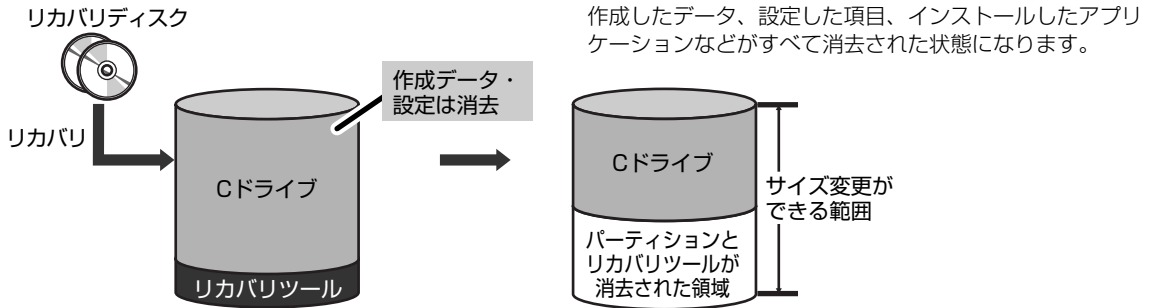 リカバリディスク
作成したデータ、設定した項目、インストールしたアプリ
ケーションなどがすべて消去された状態になります。
作成データ・
設定は消去
リカバリ
Cドライブ
リカバリツール
Cドライブ
パーティションと
リカバリツールが
消去された領域
サイズ変更が
できる範囲